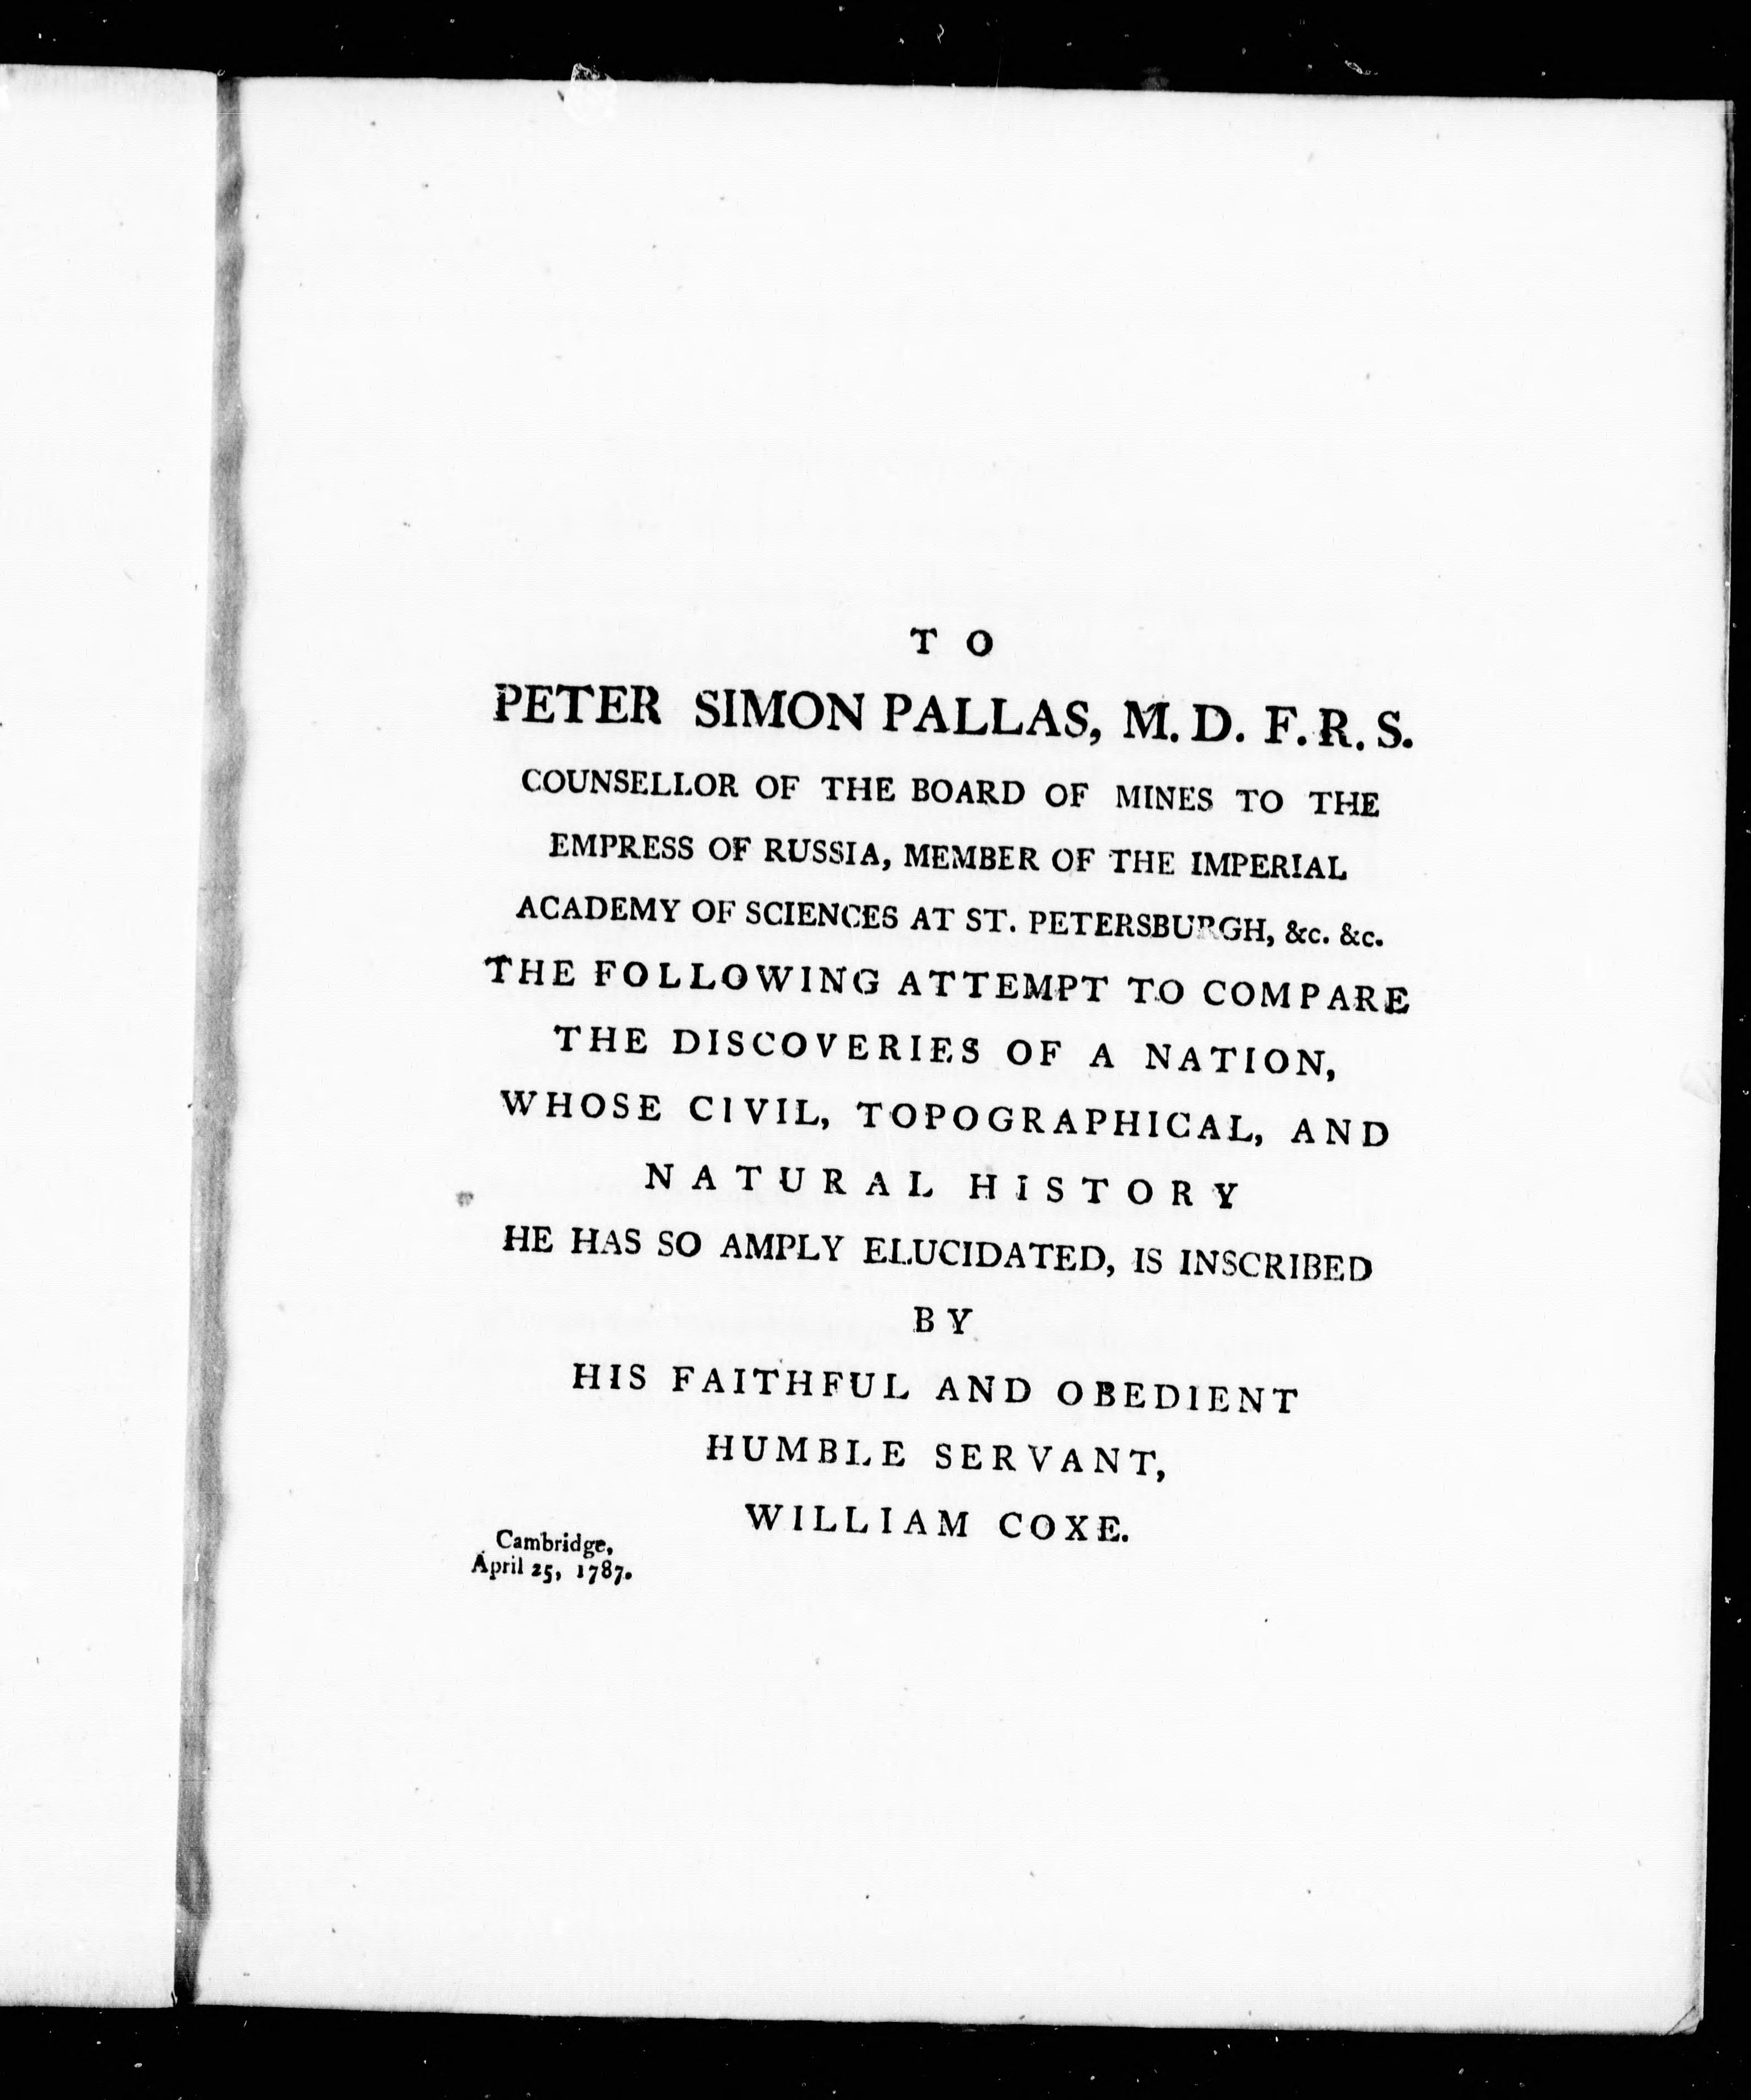 TO
PETER SIMON PALLAS, M.D. F.R.S.
COUNSELLOR OF THE BOARD OF MINES TO THE
EMPRESS OF RUSSIA, MEMBER OF THE IMPERIAL
ACADEMY OF SCIENCES AT ST. PETERSBURGH, &c. &c.
THE FOLLOWING ATTEMPT TO COMPARE
THE DISCOVERIES OF A NATION,
WHOSE CIVIL, TOPOGRAPHICAL, AND
NATURAL HISTORY
HE HAS SO AMPLY ELUCIDATED, IS INSCRIBED
BY
HIS FAITHFUL AND OBEDIENT
HUMBLE SERVANT,
WILLIAM COXE.
Cambridge,
April 25, 1787.